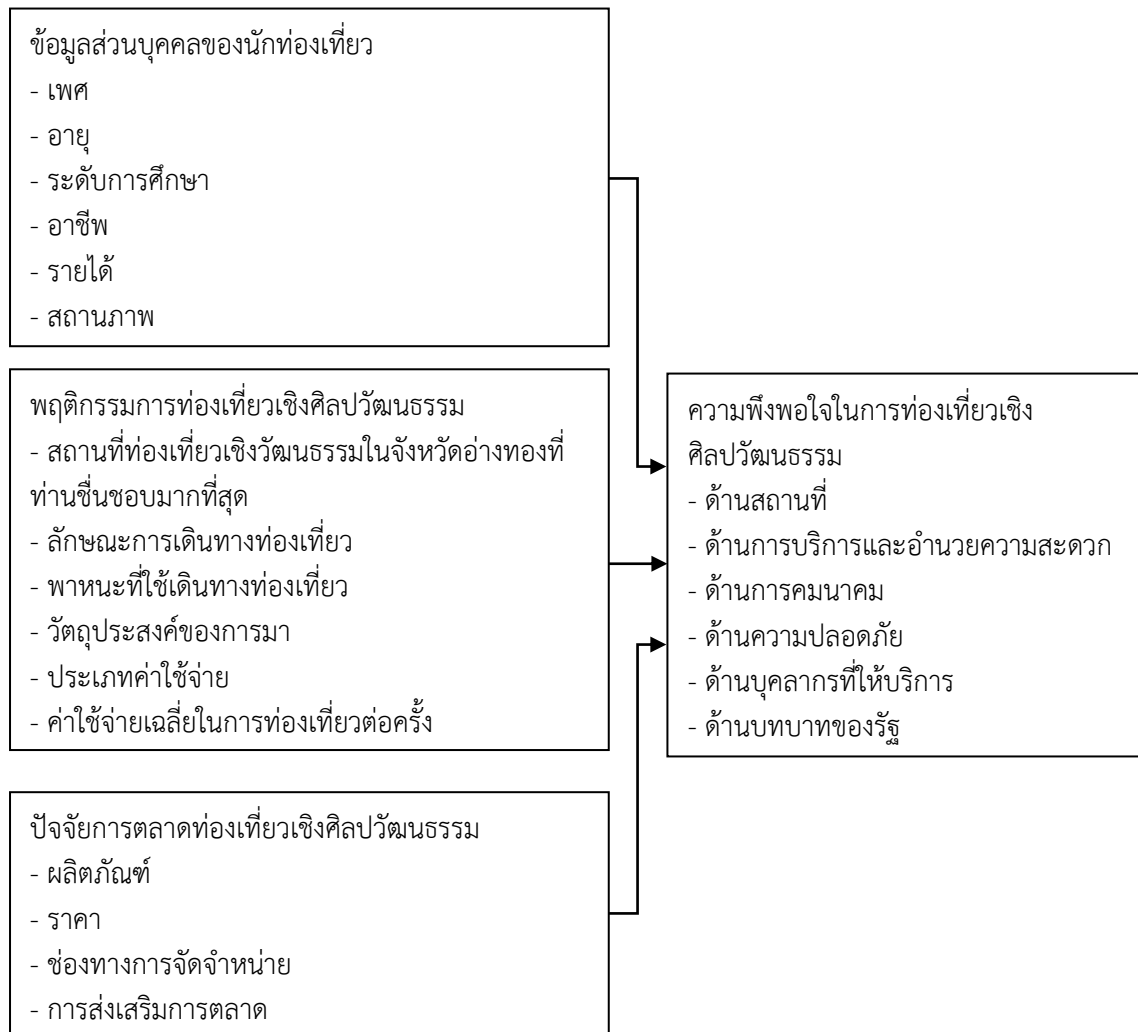 ข้อมูลส่วนบุคคลของนักท่องเที่ยว
- เพศ
- อายุ
- ระดับการศึกษา
- อาชีพ
- รายได้
- สถานภาพ
พฤติกรรมการท่องเที่ยวเชิงศิลปวัฒนธรรม
- สถานที่ท่องเที่ยวเชิงวัฒนธรรมในจังหวัดอ่างทองที่
ท่านชื่นชอบมากที่สุด
- ลักษณะการเดินทางท่องเที่ยว
- พาหนะที่ใช้เดินทางท่องเที่ยว
- วัตถุประสงค์ของการมา
- ประเภทค่าใช้จ่าย
- ค่าใช้จ่ายเฉลี่ยในการท่องเที่ยวต่อครั้ง
ปัจจัยการตลาดท่องเที่ยวเชิงศิลปวัฒนธรรม
- ผลิตภัณฑ์
- ราคา
- ช่องทางการจัดจำหน่าย
- การส่งเสริมการตลาด
ความพึงพอใจในการท่องเที่ยวเชิง
ศิลปวัฒนธรรม
- ด้านสถานที่
- ด้านการบริการและอำนวยความสะดวก
- ด้านการคมนาคม
- ด้านความปลอดภัย
- ด้านบุคลากรที่ให้บริการ
- ด้านบทบาทของรัฐ